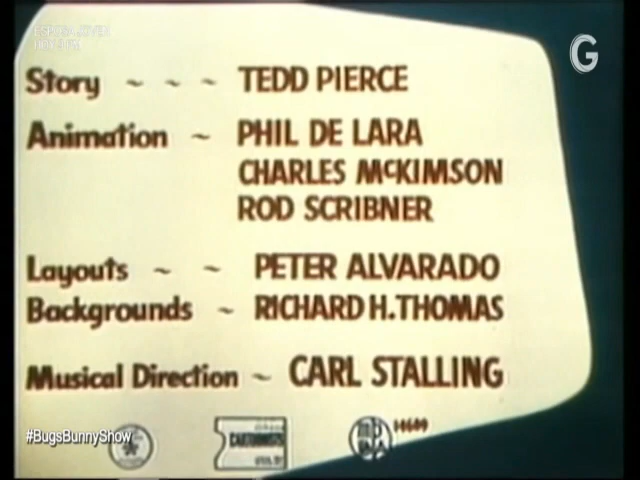 G
Story ~ ~ ~ TEDD PIERCE
Animation ~ PHIL DE LARA
CHARLES McKIMSON
ROD SCRIBNER
Layouts ~ ~ PETER ALVARADO
Backgrounds ~ RICHARD H. THOMAS
Musical Direction ~ CARL STALLING
#BugsBunnyShow
CARTOONISTS